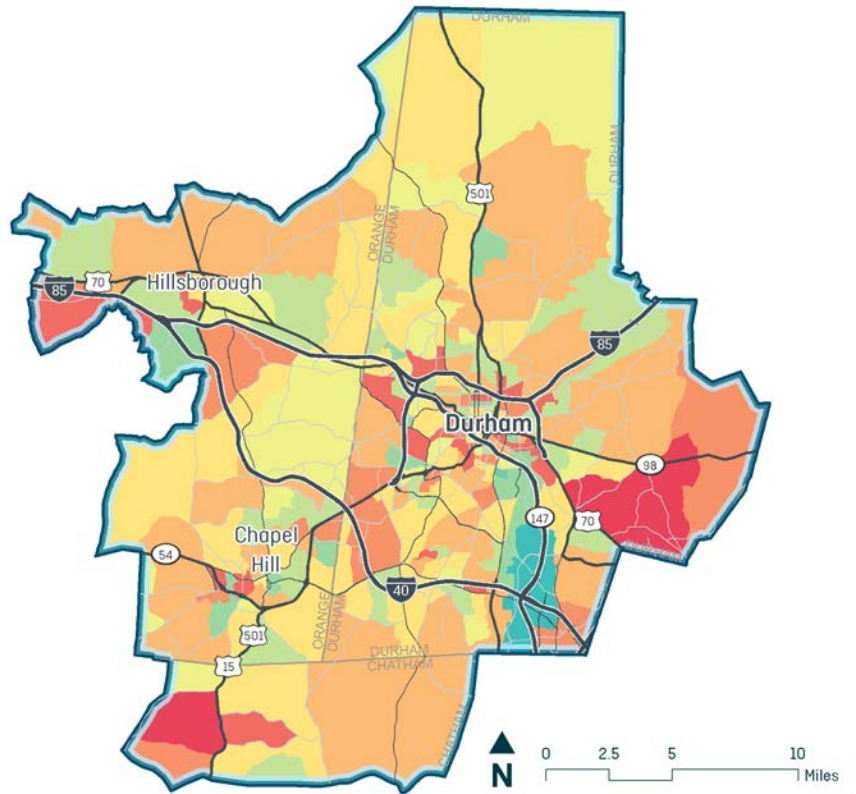 DURHAM
DURHAM
501
ORANGE
DURHAM
70
85
Hillsborough
85
Durham
98
147
70
Chapel
Hill
54
40
501
ORANGE
DURHAM
DURHAM
DURHAM
CHATHAM
15
CHATHAM
N
0 2.5 5 10
Miles